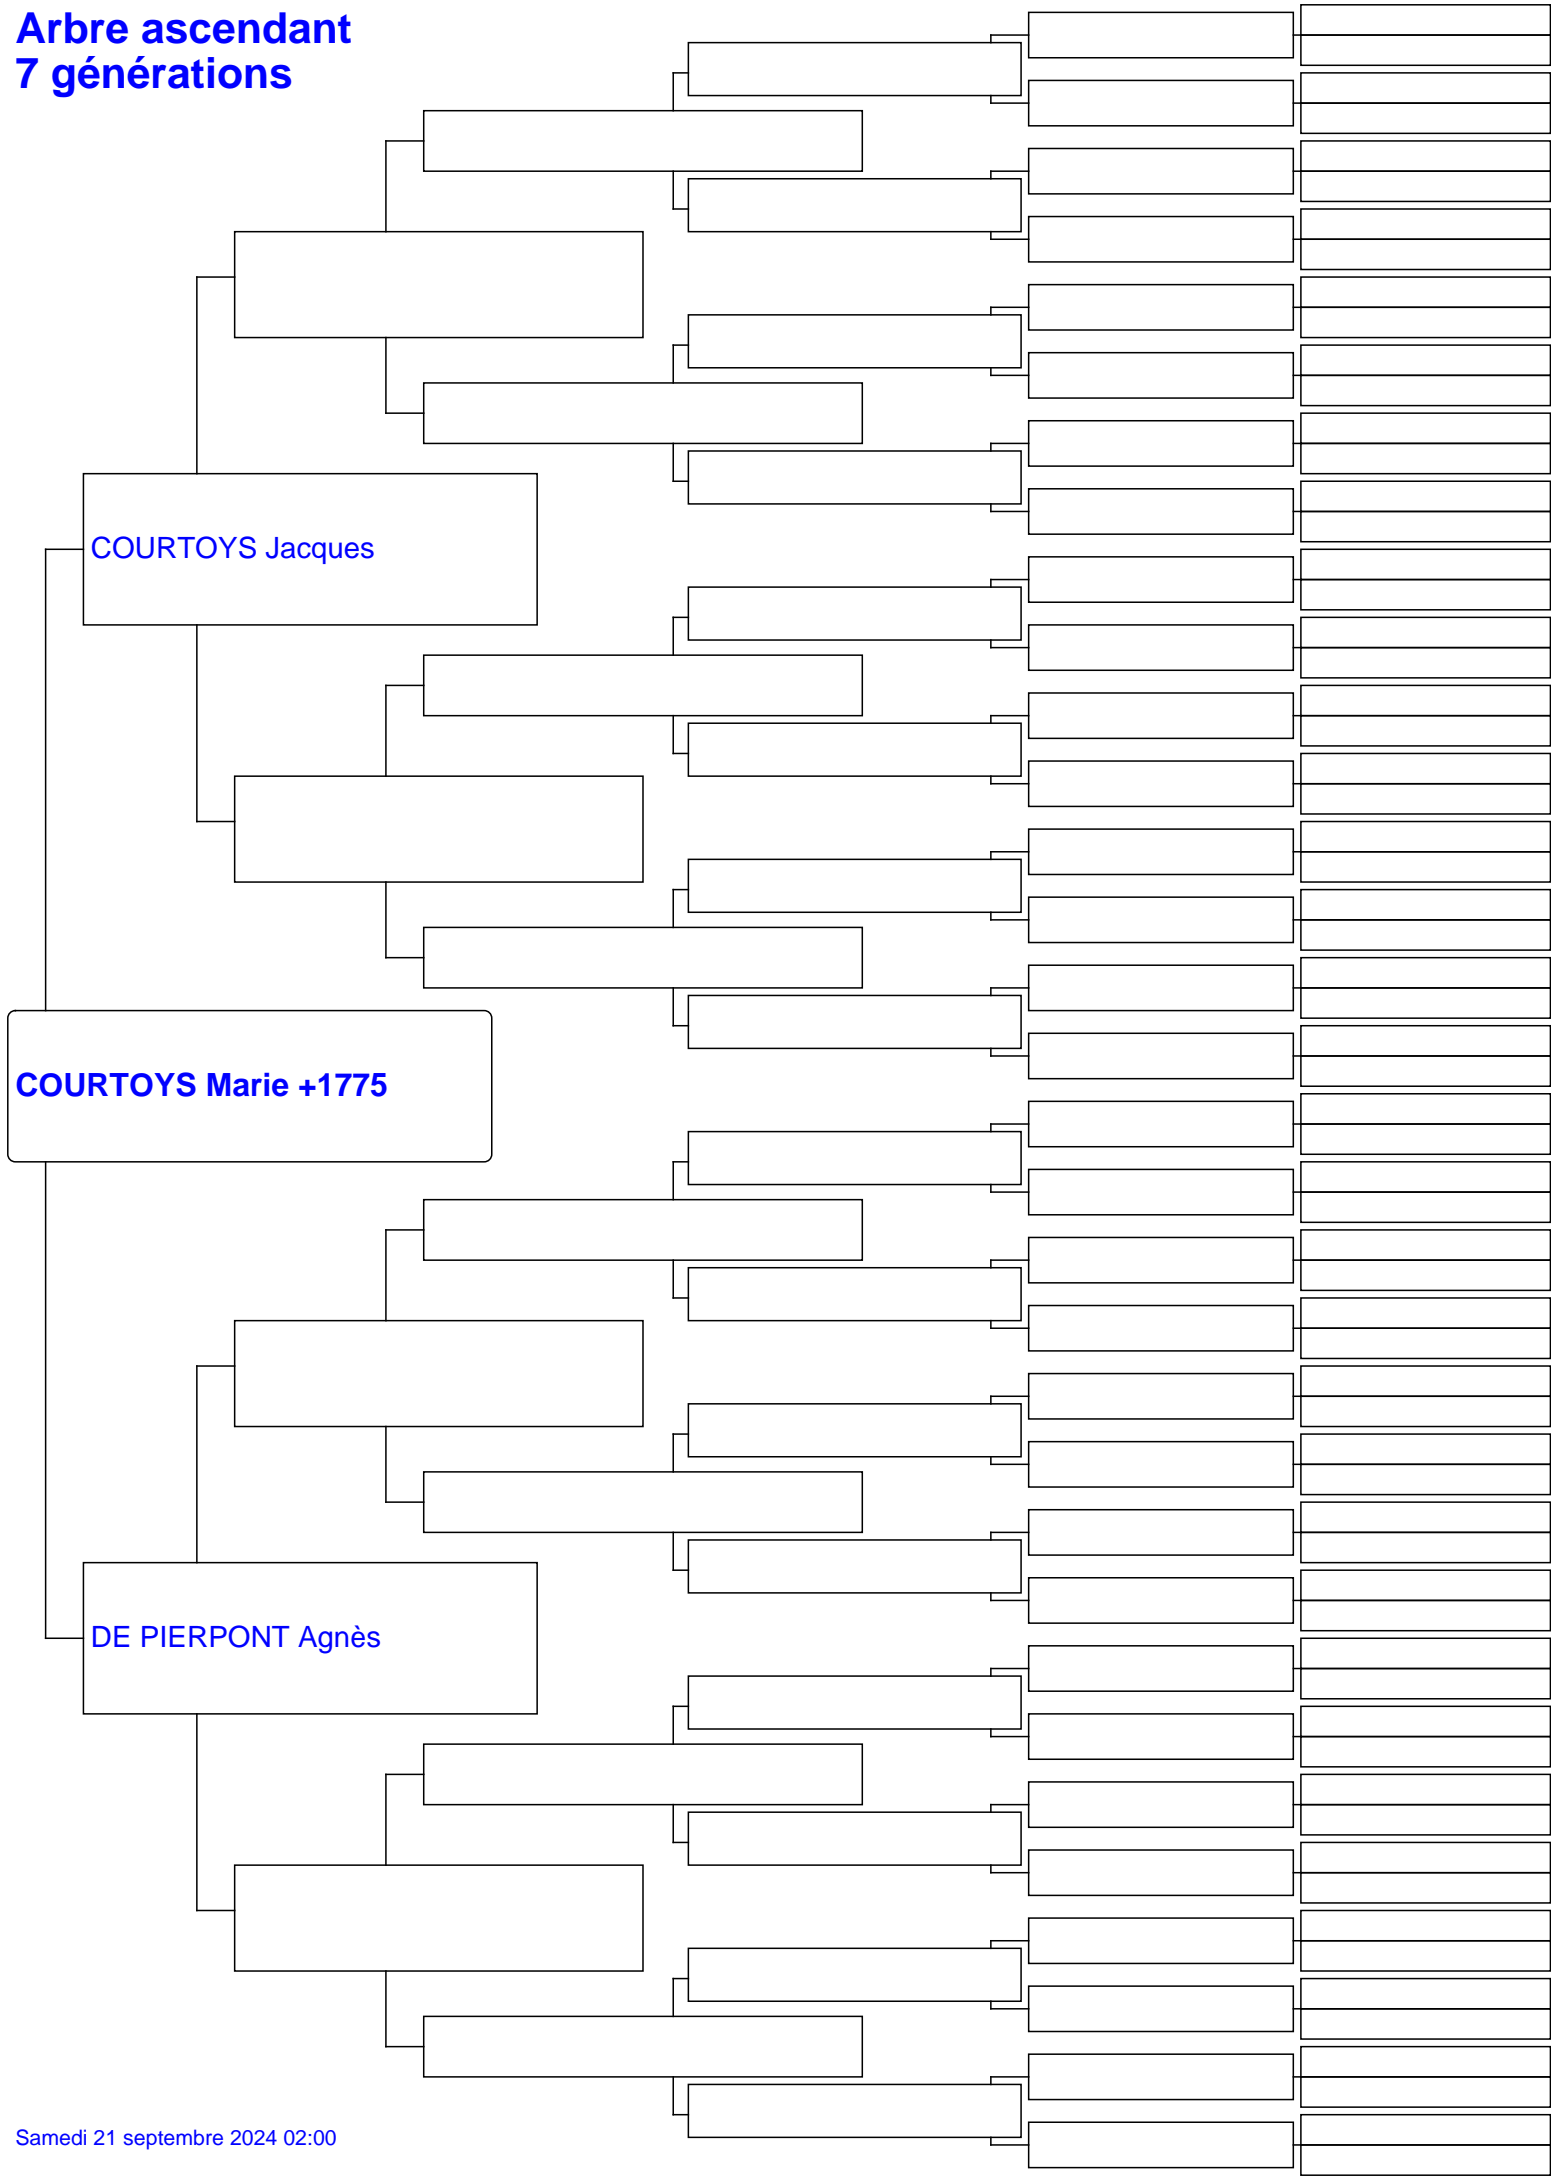 Arbre ascendant
7 générations
COURTOYS Jacques
COURTOYS Marie +1775
DE PIERPONT Agnès
Samedi 21 septembre 2024 02:00